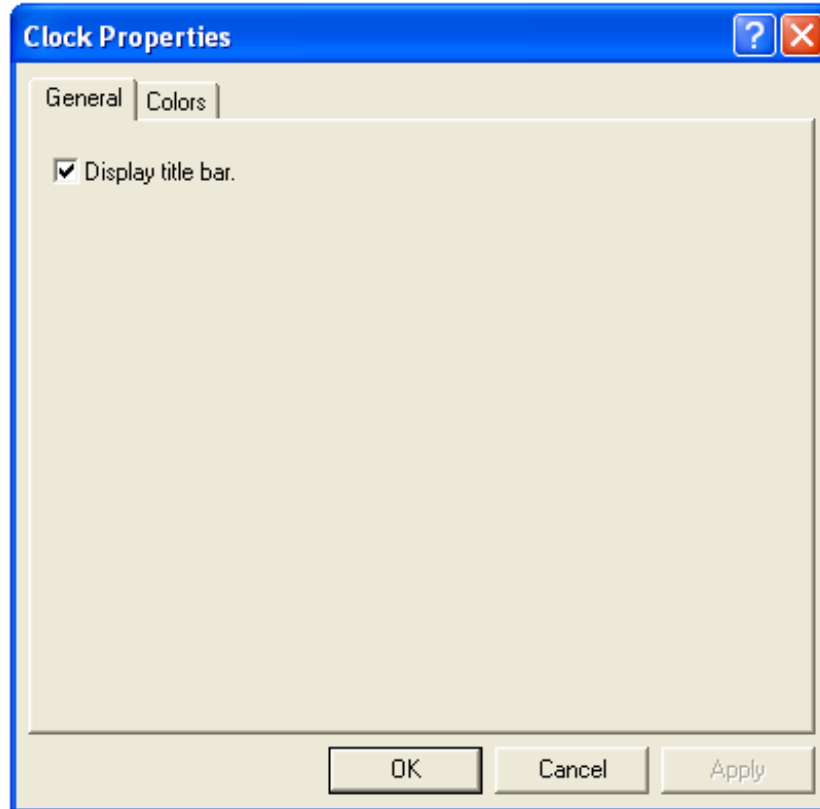 Clock Properties
?
General Colors
Display title bar.
OK Cancel Apply